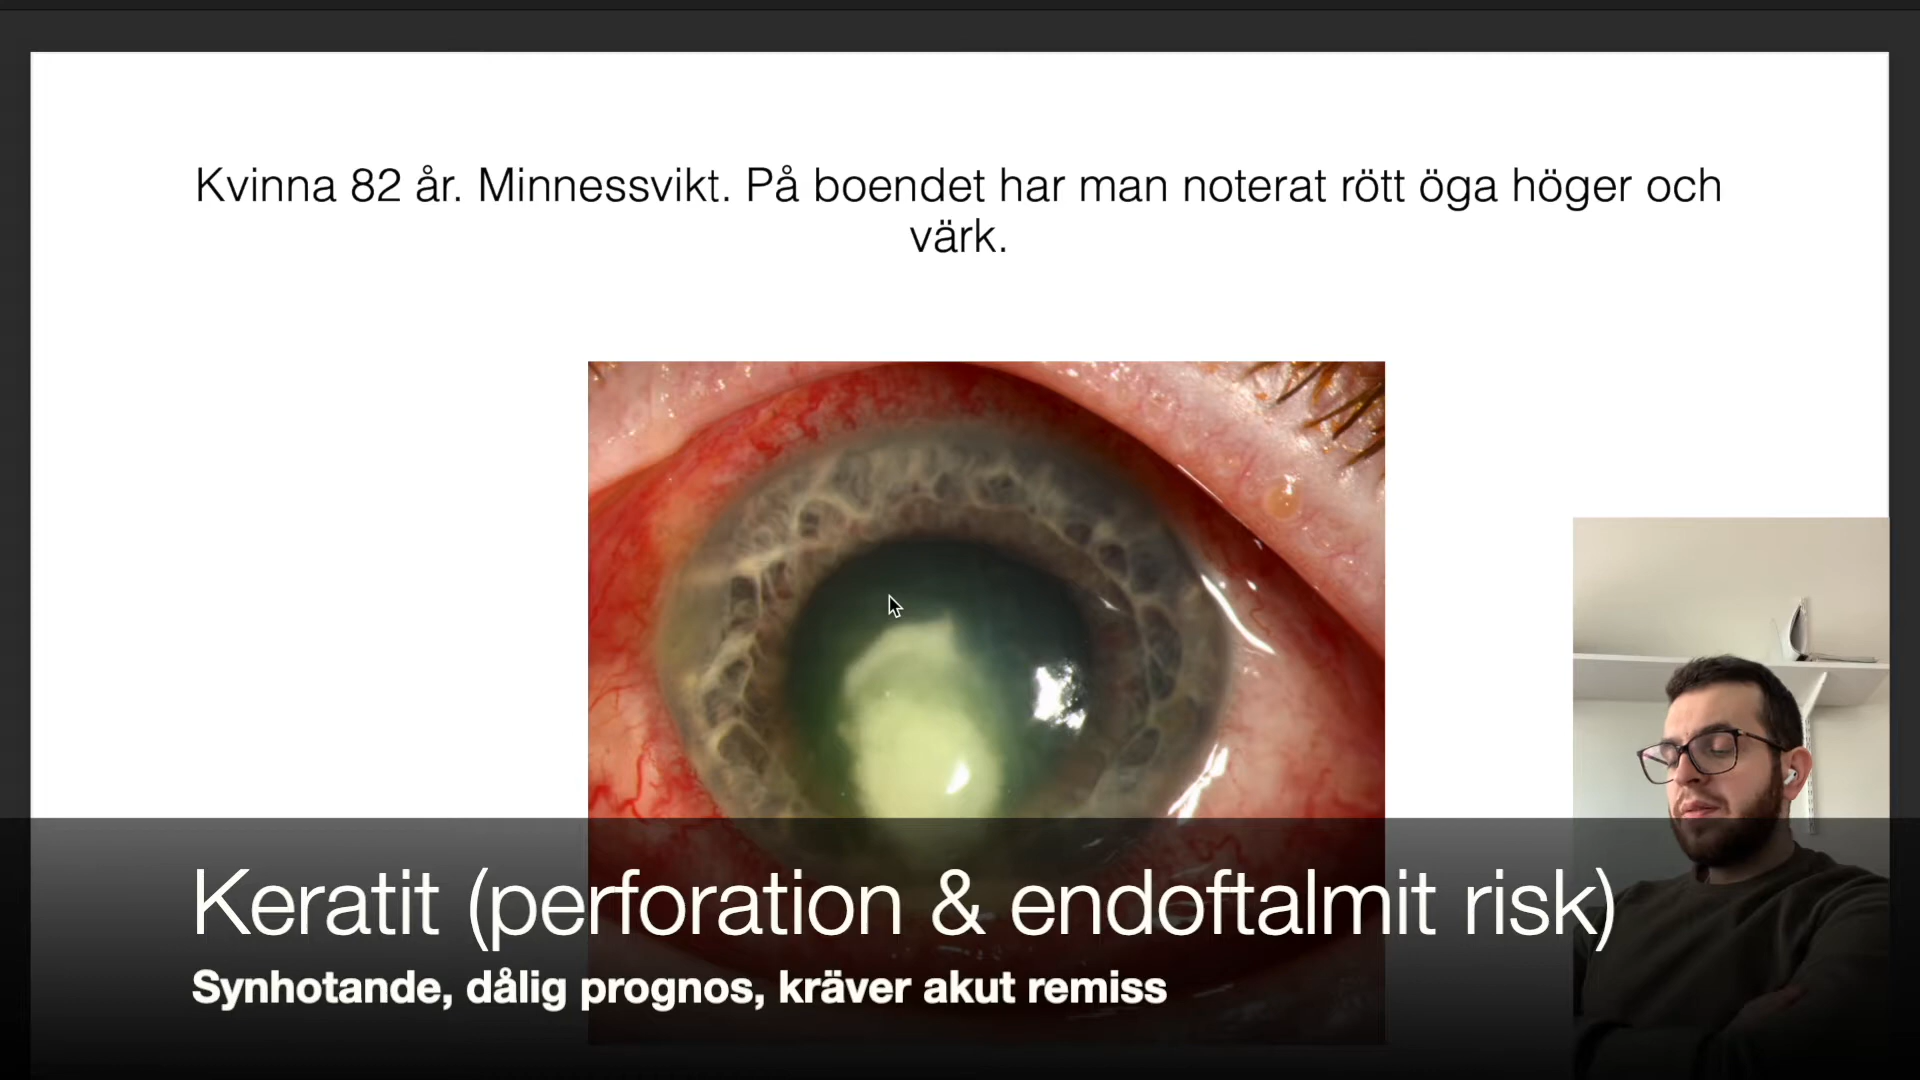 Kvinna 82 år. Minnessvikt. På boendet har man noterat rött öga höger och
värk.
Keratit (perforation & endoftalmit risk)
Synhotande, dålig prognos, kräver akut remiss